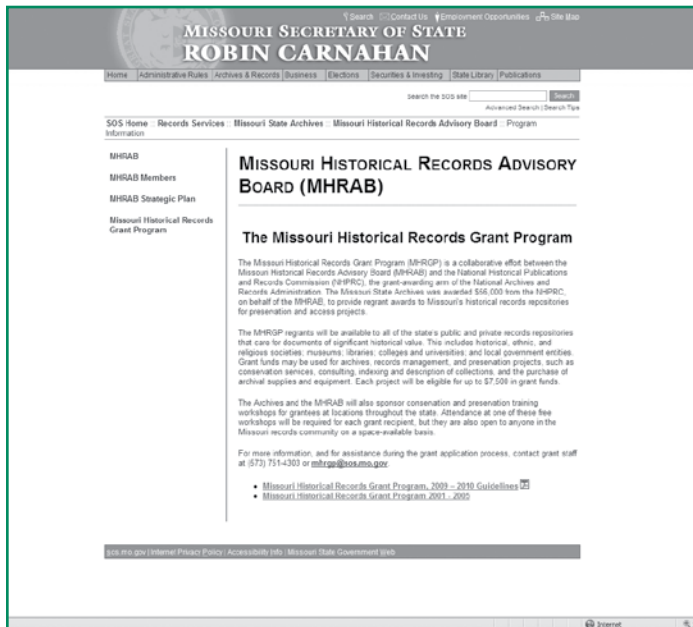 Search Contact Us Employment Opportunities Site Map
MISSOURI SECRETARY OF STATE
ROBIN CARNAHAN
Home Administrative Rules Archives & Records Business Elections Securities & Investing State Library Publications
Search the SOS site Search
Advanced Search | Search Tips
SOS Home :: Records Services :: Missouri State Archives :: Missouri Historical Records Advisory Board :: Program
Information
MHRAB
MHRAB Members
MHRAB Strategic Plan
Missouri Historical Records
Grant Program
MISSOURI HISTORICAL RECORDS ADVISORY
BOARD (MHRAB)
The Missouri Historical Records Grant Program
The Missouri Historical Records Grant Program (MHRGP) is a collaborative effort between the
Missouri Historical Records Advisory Board (MHRAB) and the National Historical Publications
and Records Commission (NHPRC), the grant-awarding arm of the National Archives and
Records Administration. The Missouri State Archives was awarded from the NHPRC,
on behalf of the MHRAB, to provide regrant awards to Missouri's historical records repositories
for preservation and access projects.
The MHRGP regrants will be available to all of the state's public and private records repositories
that care for documents of significant historical value. This includes historical, ethnic, and
religious societies; museums; libraries; colleges and universities; and local government entities.
Grant funds may be used for archives, records management, and preservation projects, such as
conservation services, consulting, indexing and description of collections, and the purchase of
archival supplies and equipment. Each project will be eligible for up to $7,500 in grant funds.
The Archives and the MHRAB will also sponsor conservation and preservation training
workshops for grantees at locations throughout the state. Attendance at one of these free
workshops will be required for each grant recipient, but they are also open to anyone in the
Missouri records community on a space-available basis.
For more information, and for assistance during the grant application process, contact grant staff
at (573) 751-4303 or mhrgp@sos.mo.gov.
• Missouri Historical Records Grant Program, 2009 – 2010 Guidelines
• Missouri Historical Records Grant Program 2001 - 2005
sos.mo.gov | Internet Privacy Policy | Accessibility Info | Missouri State Government Web
Internet